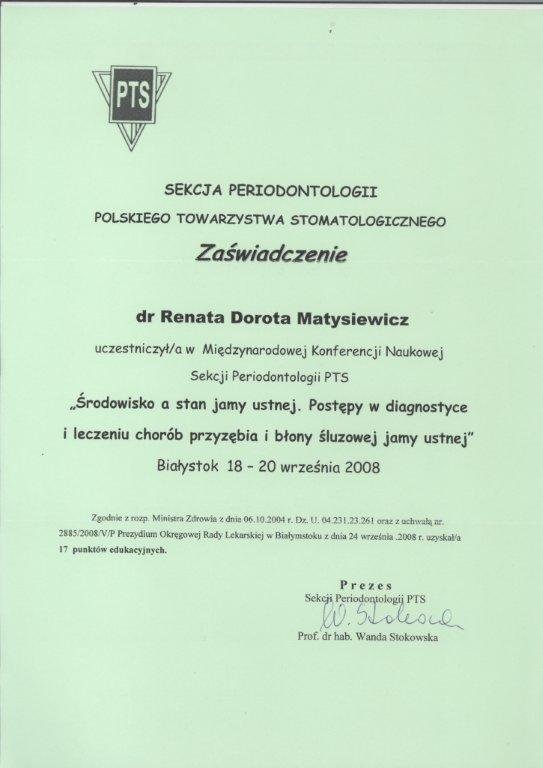 PTS
SEKCJA PERIODONTOLOGII
POLSKIEGO TOWARZYSTWA STOMATOLOGICZNEGO
Zaświadczenie
dr Renata Dorota Matysiewicz
uczestniczył/a w Międzynarodowej Konferencji Naukowej
Sekcji Periodontologii PTS
„Środowisko a stan jamy ustnej. Postępy w diagnostyce
i leczeniu chorób przyzębia i błony śluzowej jamy ustnej”
Białystok 18 – 20 września 2008
Zgodnie z rozp. Ministra Zdrowia z dnia 06.10.2004 r. Dz. U. 04.231.23.261 oraz z uchwałą nr.
2885/2008/V/P Prezydium Okręgowej Rady Lekarskiej w Białymstoku z dnia 24 września .2008 r. uzyskał/a
17 punktów edukacyjnych.
Prezes
Sekcji Periodontologii PTS
W. Stokowska
Prof. dr hab. Wanda Stokowska